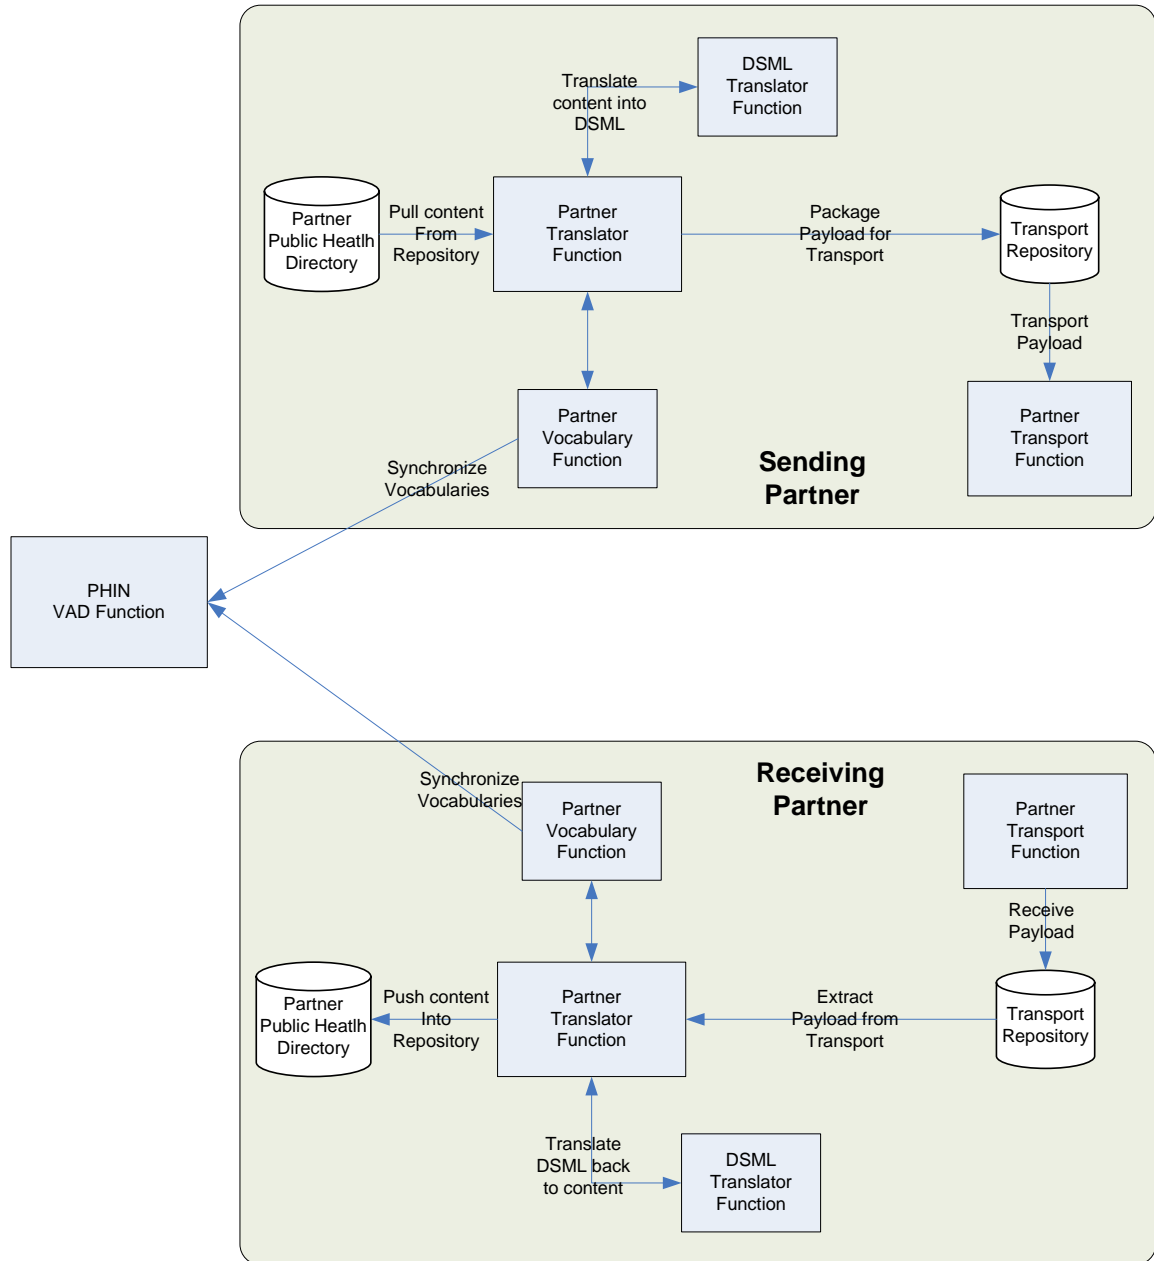 DSML
Translator
Function
Translate
content into
DSML
Partner
Public Heatlh
Directory
Pull content
From
Repository
Partner
Translator
Function
Package
Payload for
Transport
Transport
Repository
Transport
Payload
Partner
Vocabulary
Function
Partner
Transport
Function
Sending
Partner
Synchronize
Vocabularies
PHIN
VAD Function
Receiving
Partner
Synchronize
Vocabularies
Partner
Vocabulary
Function
Partner
Transport
Function
Receive
Payload
Partner
Public Heatlh
Directory
Push content
Into
Repository
Partner
Translator
Function
Extract
Payload from
Transport
Transport
Repository
Translate
DSML back
to content
DSML
Translator
Function